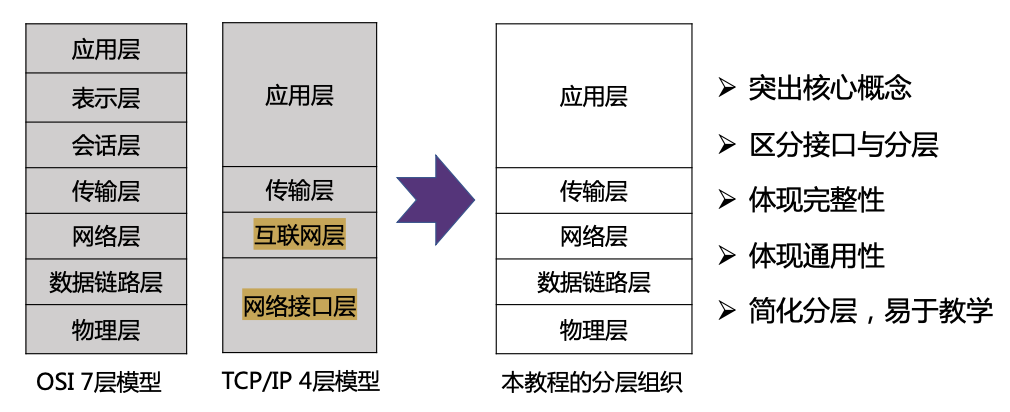 应用层
表示层
会话层
传输层
网络层
数据链路层
物理层
OSI 7层模型
应用层
传输层
互联网层
网络接口层
TCP/IP 4层模型
应用层
传输层
网络层
数据链路层
物理层
本教程的分层组织
➢ 突出核心概念
➢ 区分接口与分层
➢ 体现完整性
➢ 体现通用性
➢ 简化分层，易于教学